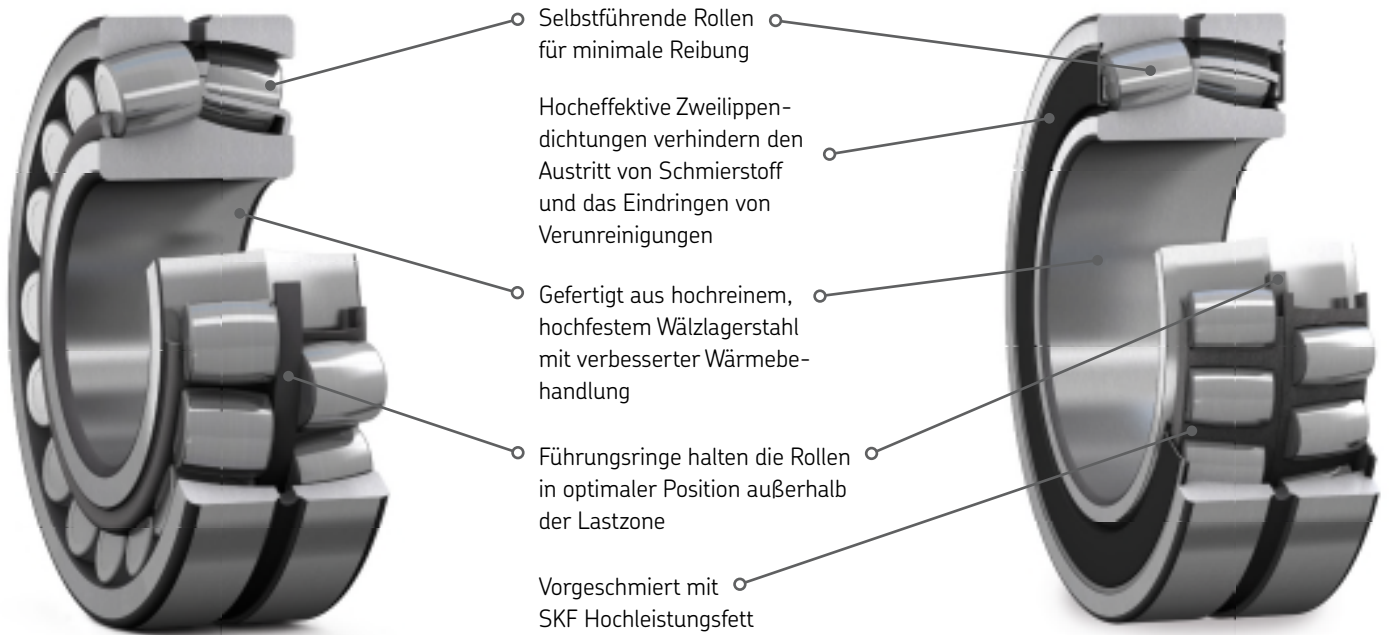 Selbstführende Rollen
für minimale Reibung
Hocheffektive Zweilippen-
dichtungen verhindern den
Austritt von Schmierstoff
und das Eindringen von
Verunreinigungen
Gefertigt aus hochreinem,
hochfestem Wälzlagerstahl
mit verbesserter Wärmebe-
handlung
Führungsringe halten die Rollen
in optimaler Position außerhalb
der Lastzone
Vorgeschmiert mit
SKF Hochleistungsfett